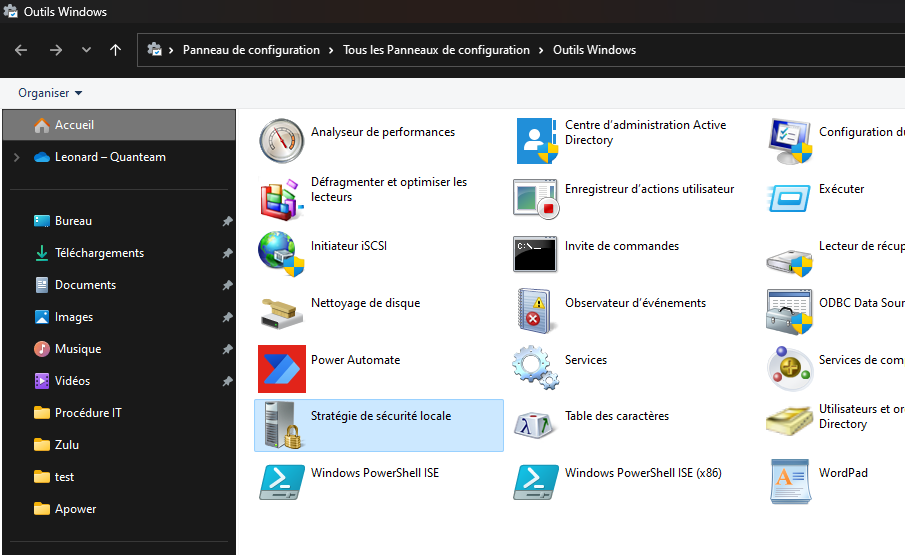 Outils Windows
Panneau de configuration > Tous les Panneaux de configuration > Outils Windows
Organiser
Accueil
Leonard – Quanteam
Bureau
Téléchargements
Documents
Images
Musique
Vidéos
Procédure IT
Zulu
test
Apower
Analyseur de performances
Centre d'administration Active
Directory
Configuration du
Défragmenter et optimiser les
lecteurs
Enregistreur d'actions utilisateur
Exécuter
Initiateur iSCSI
C:\_
Invite de commandes
Lecteur de récup
Nettoyage de disque
Observateur d'événements
ODBC Data Sour
Power Automate
Services
Services de com
Stratégie de sécurité locale
Table des caractères
Utilisateurs et or
Directory
Windows PowerShell ISE
Windows PowerShell ISE (x86)
WordPad